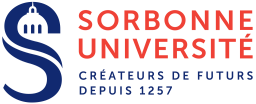 SORBONNE
UNIVERSITÉ
CRÉATEURS DE FUTURS
DEPUIS 1257